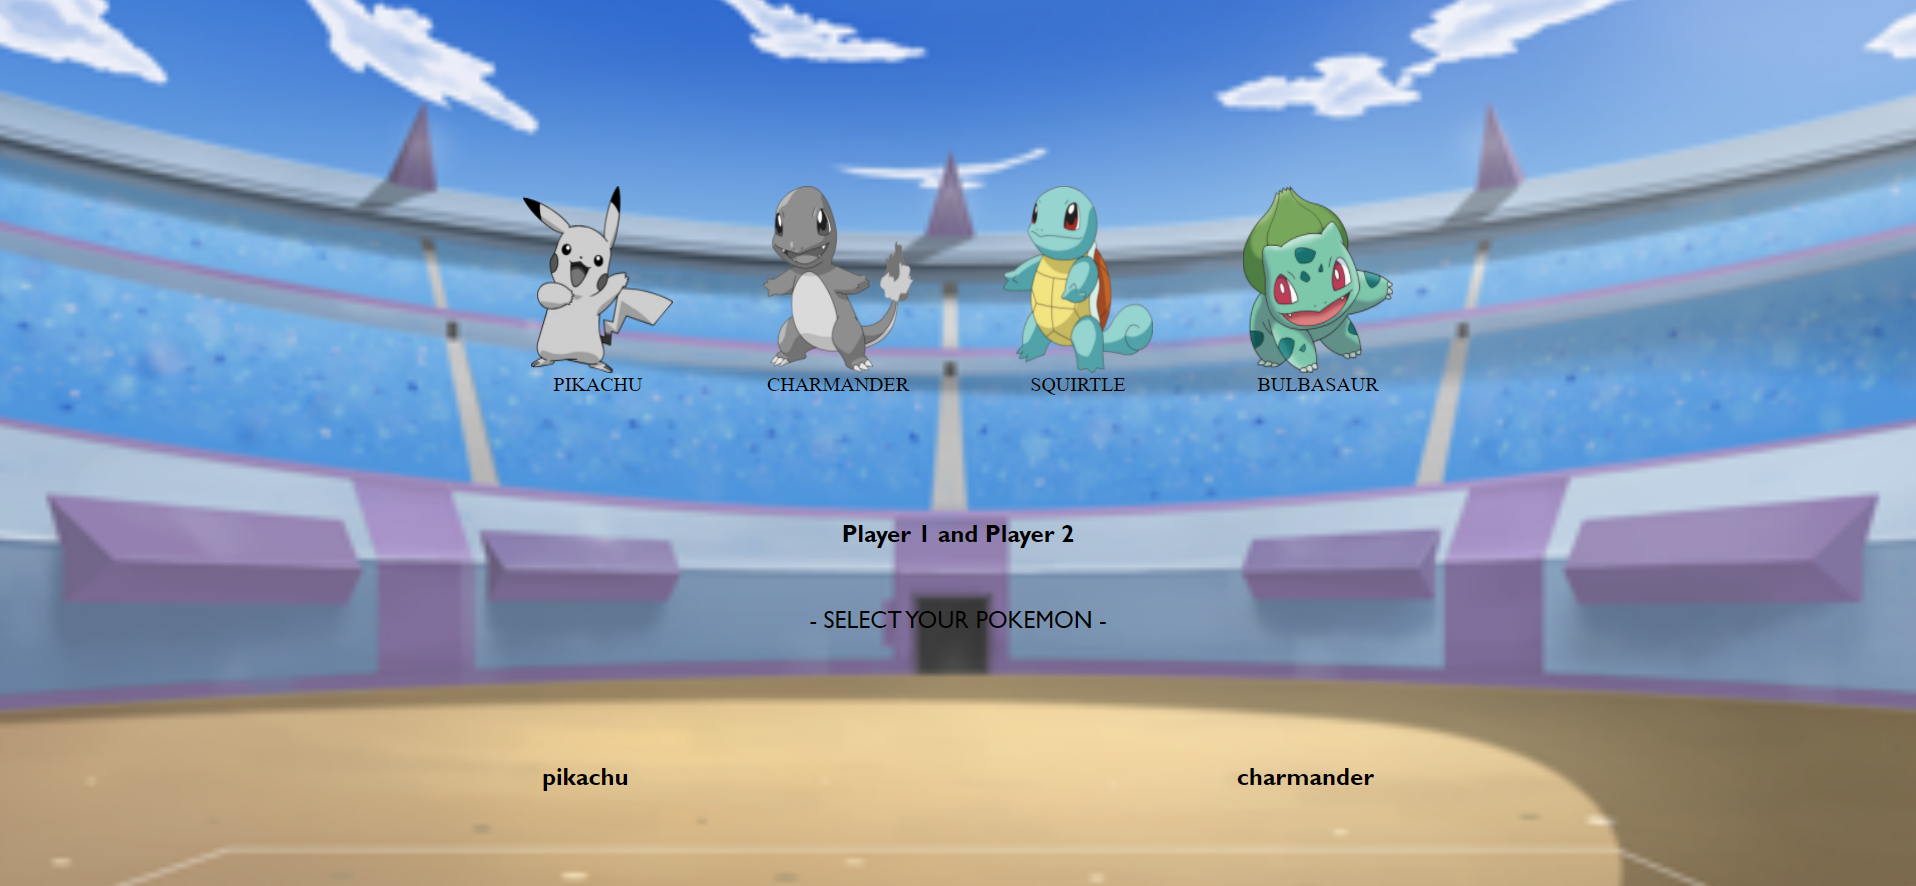 PIKACHU
CHARMANDER
SQUIRTLE
BULBASAUR
Player 1 and Player 2
- SELECT YOUR POKEMON -
pikachu
charmander